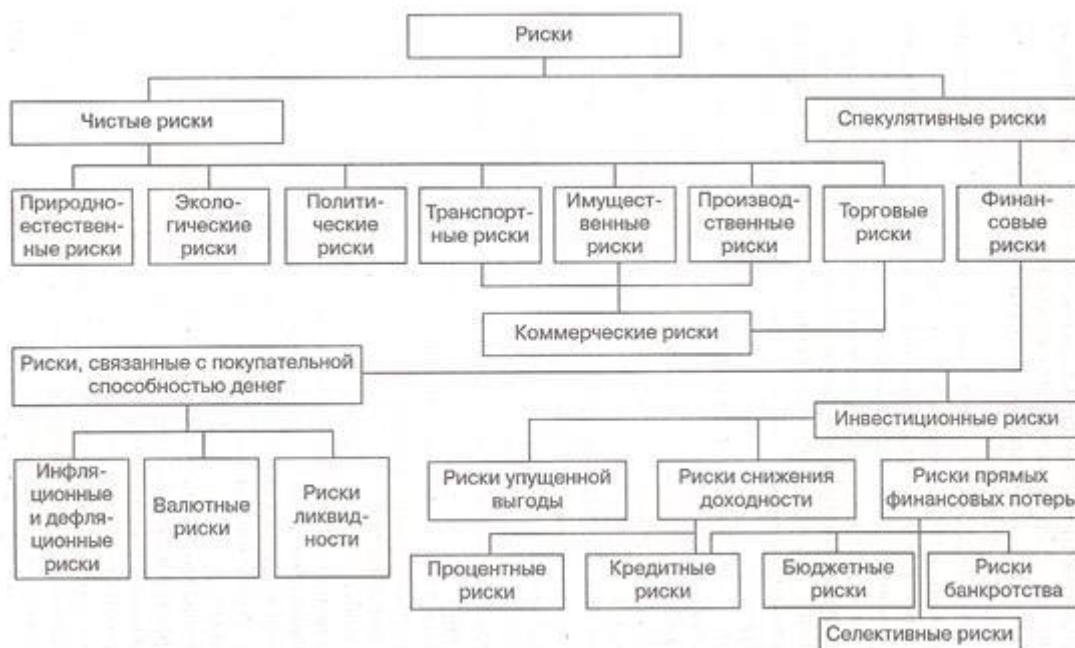 Риски
Чистые риски
Спекулятивные риски
Природно-
естествен-
ные риски
Эколо-
гические
риски
Полити-
ческие
риски
Транспорт-
ные риски
Имущест-
венные
риски
Производ-
ственные
риски
Торговые
риски
Финан-
совые
риски
Коммерческие риски
Риски, связанные с покупательной
способностью денег
Инвестиционные риски
Инфля-
ционные
и дефля-
ционные
риски
Валютные
риски
Риски
ликвид-
ности
Риски упущенной
выгоды
Риски снижения
доходности
Риски прямых
финансовых потерь
Процентные
риски
Кредитные
риски
Бюджетные
риски
Риски
банкротства
Селективные риски